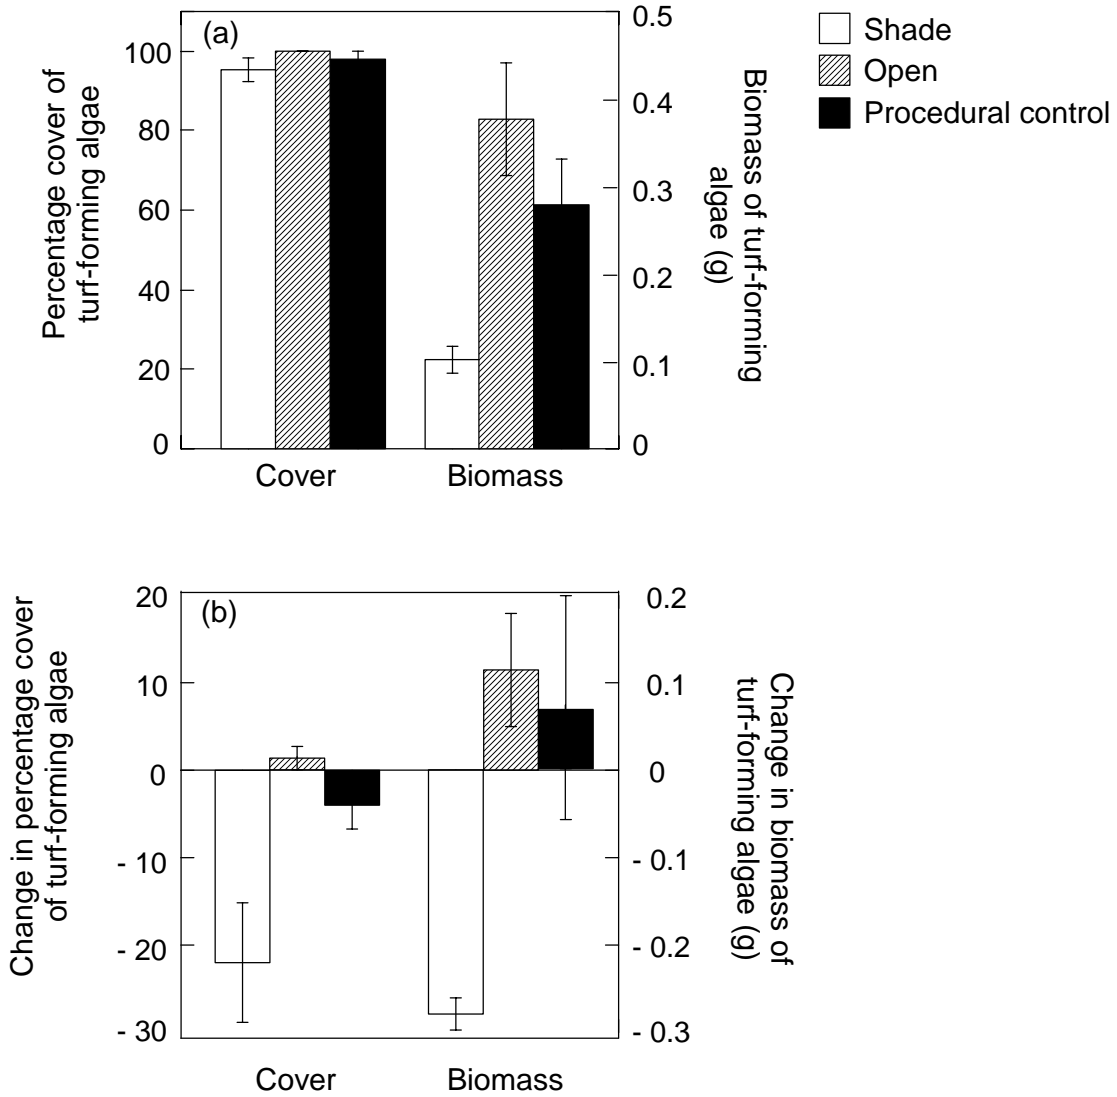 (a)
Percentage cover of
turf-forming algae
100
80
60
40
20
0
0.5
0.4
0.3
0.2
0.1
0
Biomass of turf-forming
algae (g)
Cover
Biomass
Shade
Open
Procedural control
(b)
Change in percentage cover
of turf-forming algae
20
10
0
- 10
- 20
- 30
0.2
0.1
0
- 0.1
- 0.2
- 0.3
Change in biomass of
turf-forming algae (g)
Cover
Biomass